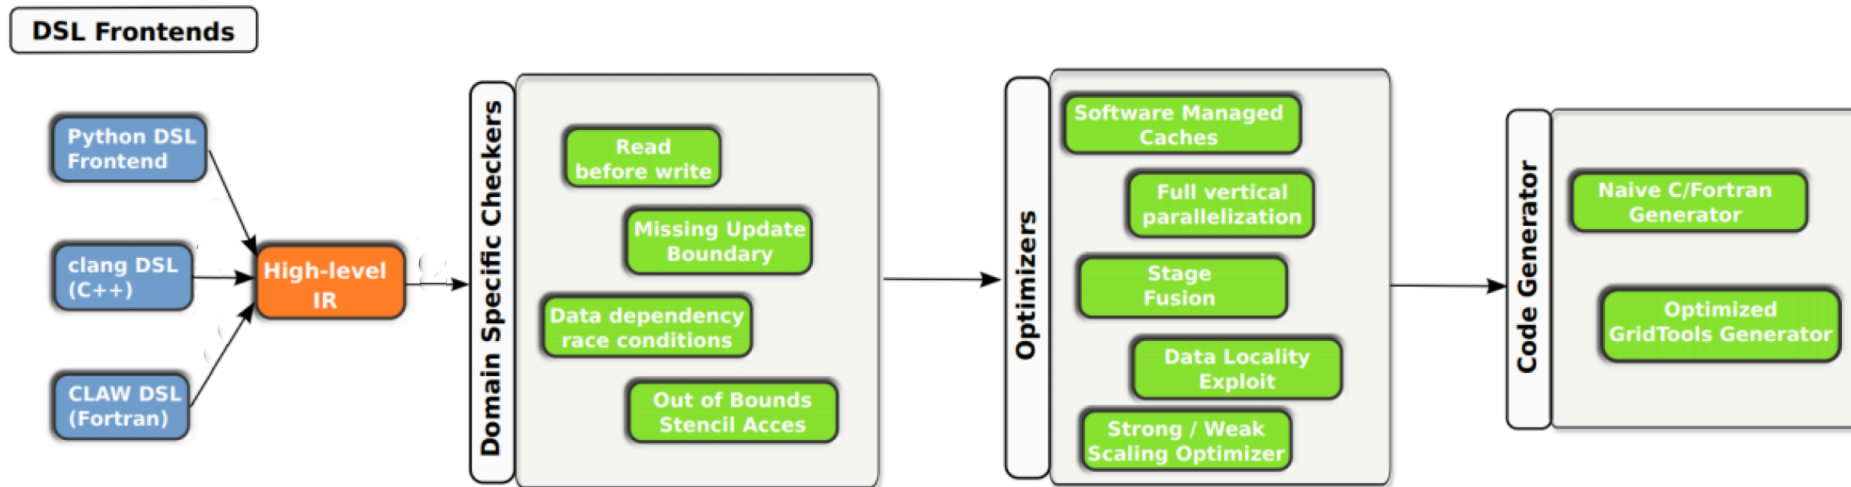 DSL Frontends
Python DSL
Frontend
clang DSL
(C++)
CLAW DSL
(Fortran)
High-level
IR
Domain Specific Checkers
Read
before write
Missing Update
Boundary
Data dependency
race conditions
Out of Bounds
Stencil Acces
Optimizers
Software Managed
Caches
Full vertical
parallelization
Stage
Fusion
Data Locality
Exploit
Strong / Weak
Scaling Optimizer
Code Generator
Naive C/Fortran
Generator
Optimized
GridTools Generator